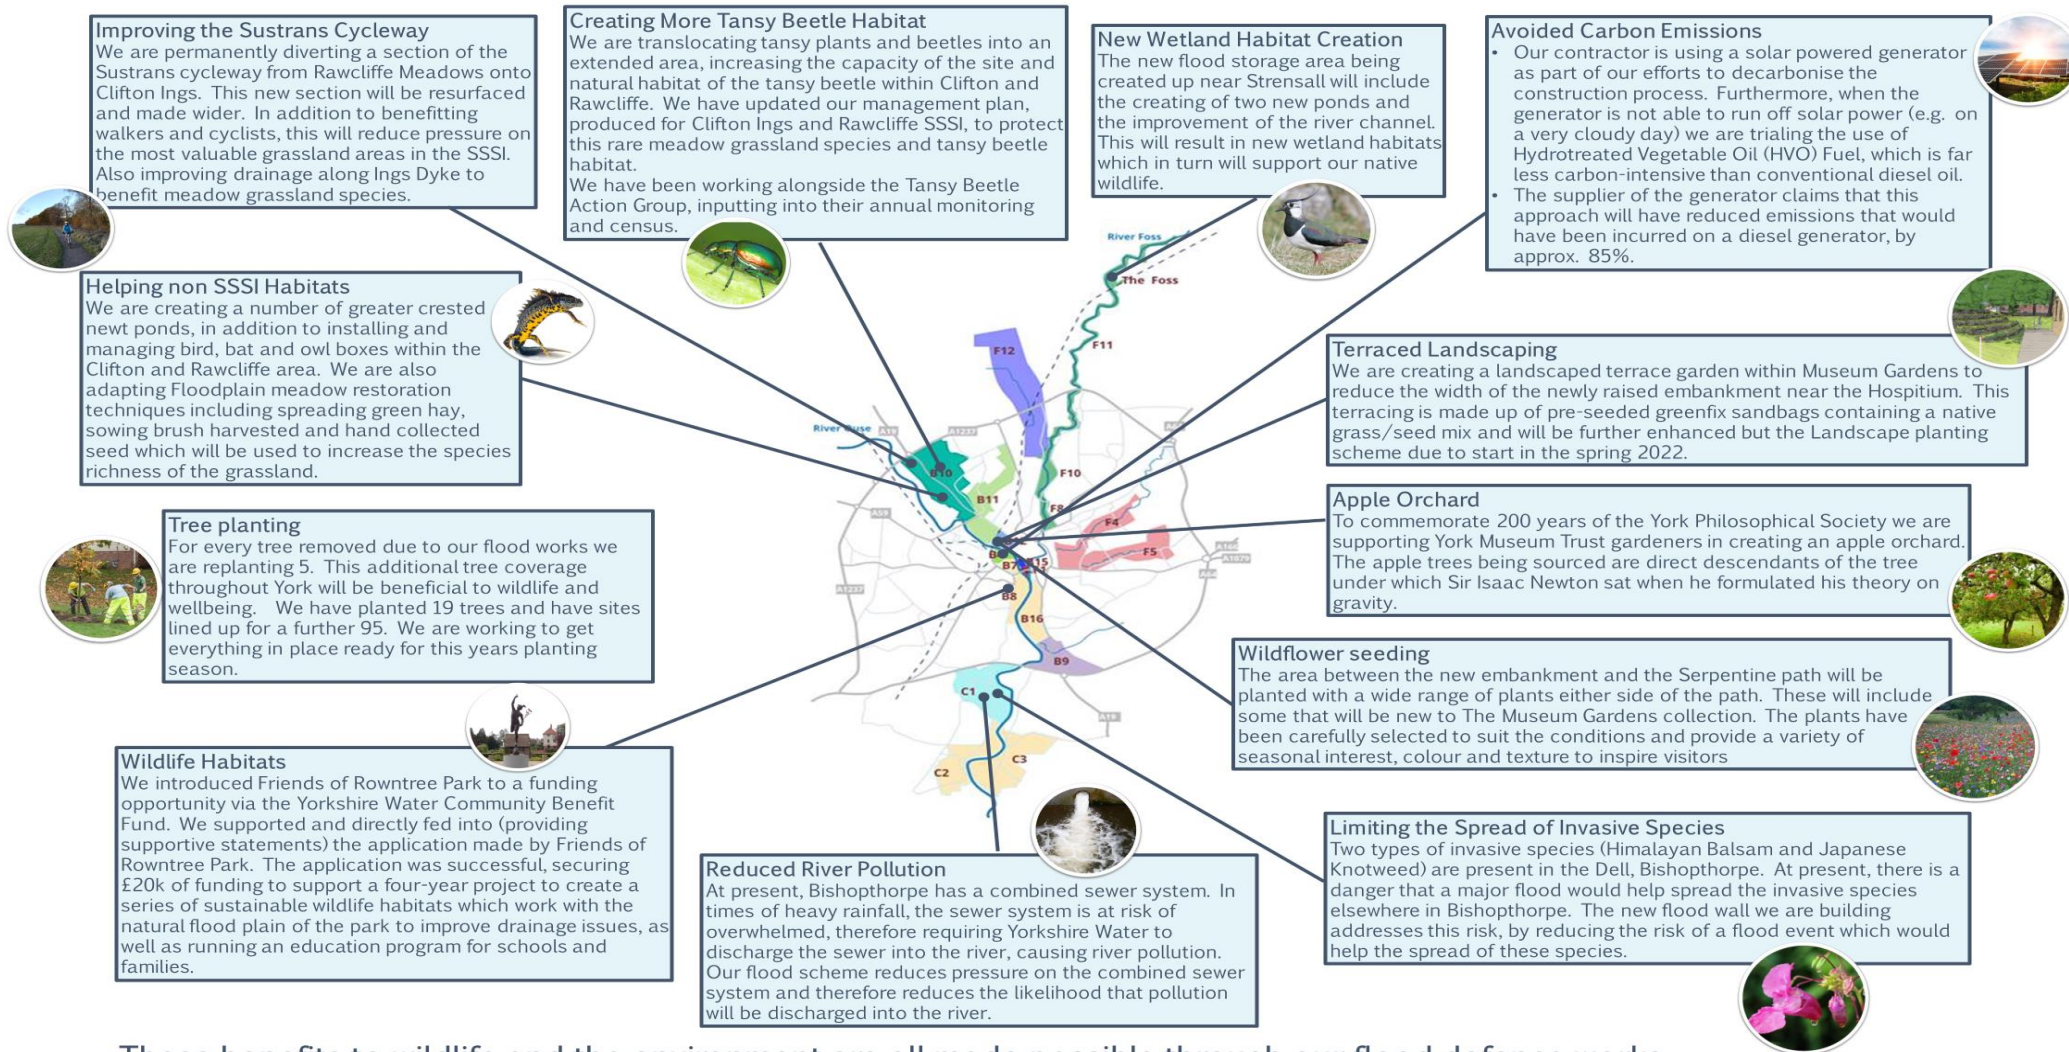 Improving the Sustrans Cycleway
We are permanently diverting a section of the
Sustrans cycleway from Rawcliffe Meadows onto
Clifton Ings. This new section will be resurfaced
and made wider. In addition to benefitting
walkers and cyclists, this will reduce pressure on
the most valuable grassland areas in the SSSI.
Also improving drainage along Ings Dyke to
benefit meadow grassland species.
Creating More Tansy Beetle Habitat
We are translocating tansy plants and beetles into an
extended area, increasing the capacity of the site and
natural habitat of the tansy beetle within Clifton and
Rawcliffe. We have updated our management plan,
produced for Clifton Ings and Rawcliffe SSSI, to protect
this rare meadow grassland species and tansy beetle
habitat.
We have been working alongside the Tansy Beetle
Action Group, inputting into their annual monitoring
and census.
New Wetland Habitat Creation
The new flood storage area being
created up near Strensall will include
the creating of two new ponds and
the improvement of the river channel.
This will result in new wetland habitats
which in turn will support our native
wildlife.
Avoided Carbon Emissions
• Our contractor is using a solar powered generator
as part of our efforts to decarbonise the
construction process. Furthermore, when the
generator is not able to run off solar power (e.g. on
a very cloudy day) we are trialing the use of
Hydrotreated Vegetable Oil (HVO) Fuel, which is far
less carbon-intensive than conventional diesel oil.
• The supplier of the generator claims that this
approach will have reduced emissions that would
have been incurred on a diesel generator, by
approx. 85%.
Helping non SSSI Habitats
We are creating a number of greater crested
newt ponds, in addition to installing and
managing bird, bat and owl boxes within the
Clifton and Rawcliffe area. We are also
adapting Floodplain meadow restoration
techniques including spreading green hay,
sowing brush harvested and hand collected
seed which will be used to increase the species
richness of the grassland.
Terraced Landscaping
We are creating a landscaped terrace garden within Museum Gardens to
reduce the width of the newly raised embankment near the Hospitium. This
terracing is made up of pre-seeded greenfix sandbags containing a native
grass/seed mix and will be further enhanced but the Landscape planting
scheme due to start in the spring 2022.
Apple Orchard
To commemorate 200 years of the York Philosophical Society we are
supporting York Museum Trust gardeners in creating an apple orchard.
The apple trees being sourced are direct descendants of the tree
under which Sir Isaac Newton sat when he formulated his theory on
gravity.
Tree planting
For every tree removed due to our flood works we
are replanting 5. This additional tree coverage
throughout York will be beneficial to wildlife and
wellbeing. We have planted 19 trees and have sites
lined up for a further 95. We are working to get
everything in place ready for this years planting
season.
Wildflower seeding
The area between the new embankment and the Serpentine path will be
planted with a wide range of plants either side of the path. These will include
some that will be new to The Museum Gardens collection. The plants have
been carefully selected to suit the conditions and provide a variety of
seasonal interest, colour and texture to inspire visitors
Wildlife Habitats
We introduced Friends of Rowntree Park to a funding
opportunity via the Yorkshire Water Community Benefit
Fund. We supported and directly fed into (providing
supportive statements) the application made by Friends of
Rowntree Park. The application was successful, securing
£20k of funding to support a four-year project to create a
series of sustainable wildlife habitats which work with the
natural flood plain of the park to improve drainage issues, as
well as running an education program for schools and
families.
Reduced River Pollution
At present, Bishopthorpe has a combined sewer system. In
times of heavy rainfall, the sewer system is at risk of
overwhelmed, therefore requiring Yorkshire Water to
discharge the sewer into the river, causing river pollution.
Our flood scheme reduces pressure on the combined sewer
system and therefore reduces the likelihood that pollution
will be discharged into the river.
Limiting the Spread of Invasive Species
Two types of invasive species (Himalayan Balsam and Japanese
Knotweed) are present in the Dell, Bishopthorpe. At present, there is a
danger that a major flood would help spread the invasive species
elsewhere in Bishopthorpe. The new flood wall we are building
addresses this risk, by reducing the risk of a flood event which would
help the spread of these species.
River Foss
The Foss
F12
F11
River Ouse
A19
A1237
B10
F10
B11
F8
A59
F4
F5
A1079
B7
B15
A64
A1237
B8
B16
B9
C1
A19
C3
C2
These benefits to wildlife and the environment are all made possible through our flood defence works